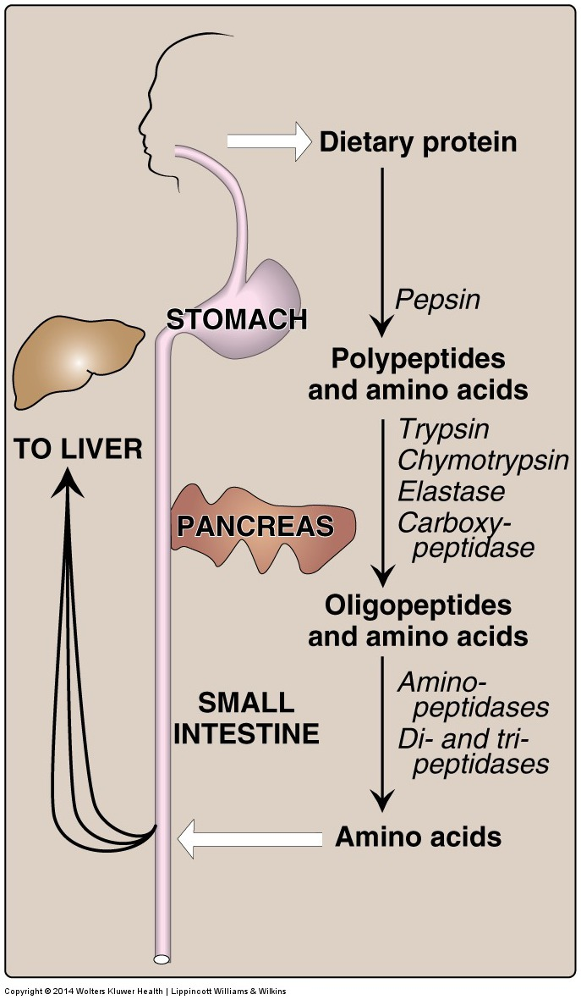 Dietary protein
Pepsin
STOMACH
Polypeptides
and amino acids
Trypsin
TO LIVER
Chymotrypsin
Elastase
PANCREAS
Carboxy-
peptidase
Oligopeptides
and amino acids
Amino-
peptidases
SMALL
INTESTINE
Di- and tri-
peptidases
Amino acids
Copyright © 2014 Wolters Kluwer Health | Lippincott Williams & Wilkins